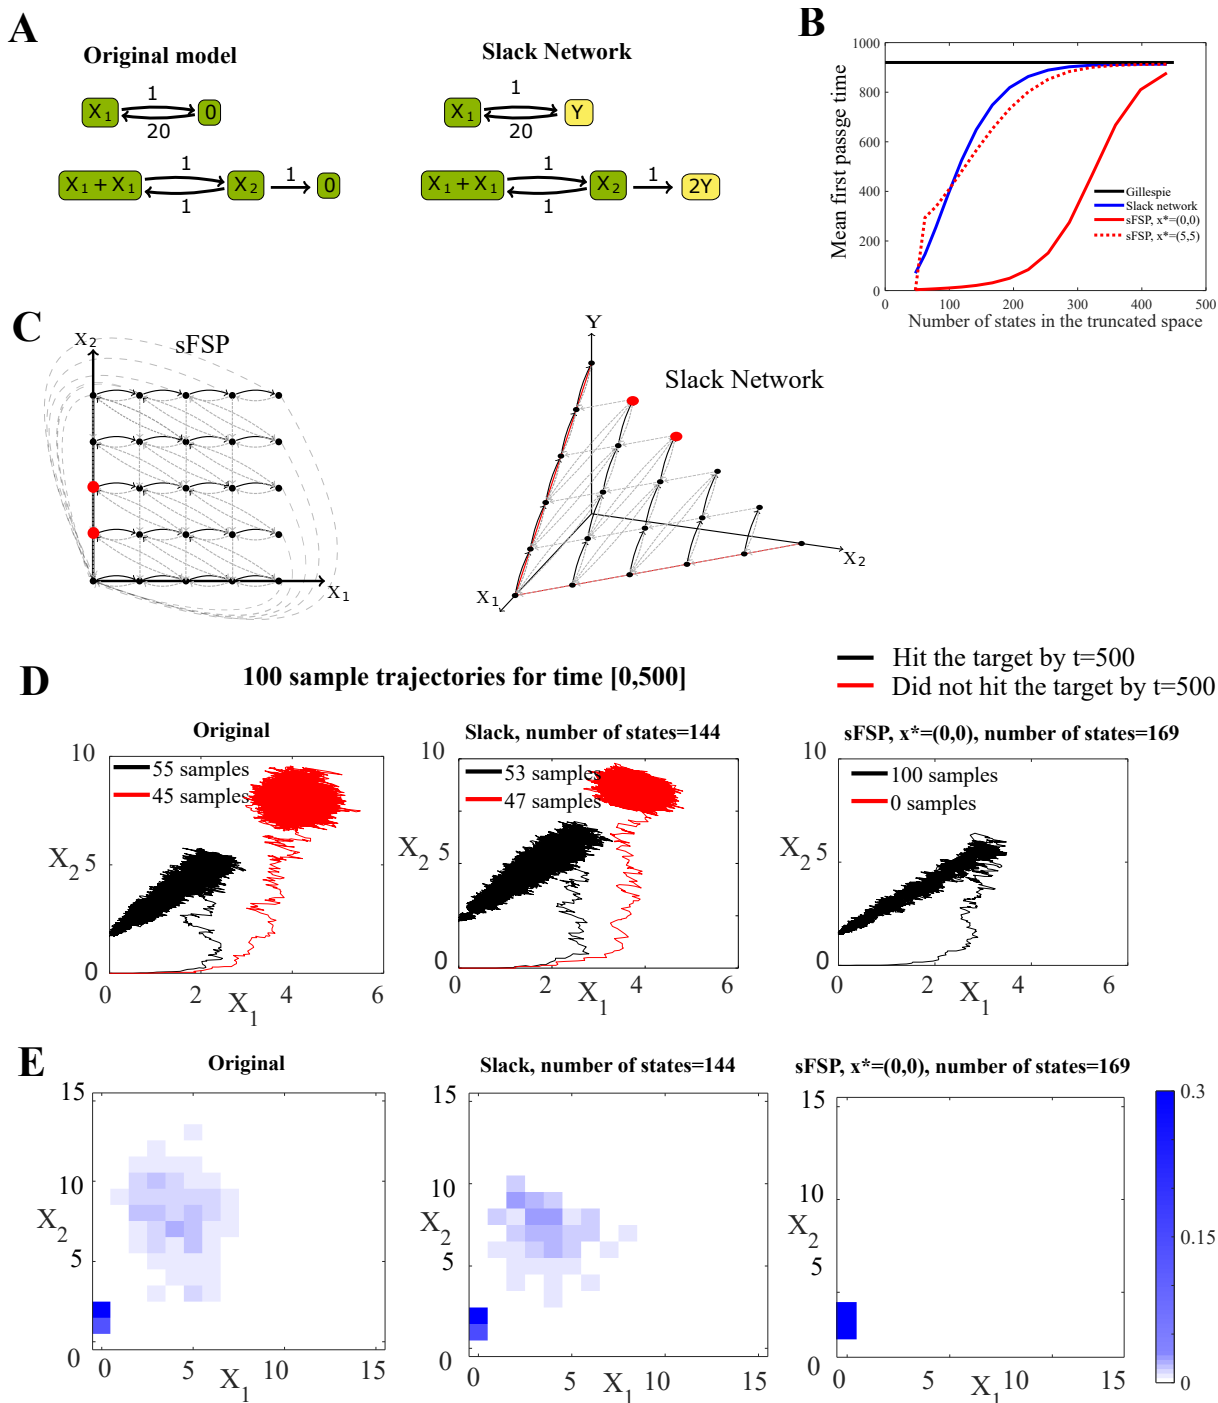 A
Original model
Slack Network
X1
1
20
0
X1
1
20
Y
X1 + X1
1
1
X2
1
0
X1 + X1
1
1
X2
1
2Y
B
Mean first passge time
1000
800
600
400
200
0
0
100
200
300
400
500
Gillespie
Slack network
sFSP, x*=(0,0)
sFSP, x*=(5,5)
Number of states in the truncated space
C
X2
sFSP
X1
Y
Slack Network
X1
X2
D
100 sample trajectories for time [0,500]
Hit the target by t=500
Did not hit the target by t=500
Original
10
55 samples
45 samples
X2
5
0
0
2
4
6
X1
Slack, number of states=144
10
53 samples
47 samples
X2
5
0
0
2
4
6
X1
sFSP, x*=(0,0), number of states=169
10
100 samples
0 samples
X2
5
0
0
2
4
6
X1
E
Original
15
10
X2
5
0
0
5
10
15
X1
Slack, number of states=144
15
10
X2
5
0
0
5
10
15
X1
sFSP, x*=(0,0), number of states=169
15
10
X2
5
0
0
5
10
15
X1
0.3
0.15
0